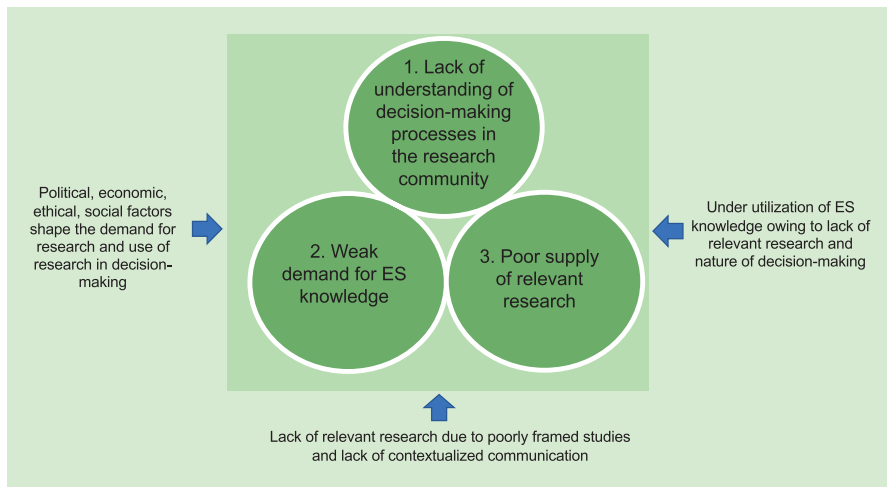 1. Lack of
understanding of
decision-making
processes in
the research
community
Political, economic,
ethical, social factors
shape the demand for
research and use of
research in decision-
making
2. Weak
demand for ES
knowledge
3. Poor supply
of relevant
research
Under utilization of ES
knowledge owing to lack of
relevant research and
nature of decision-making
Lack of relevant research due to poorly framed studies
and lack of contextualized communication